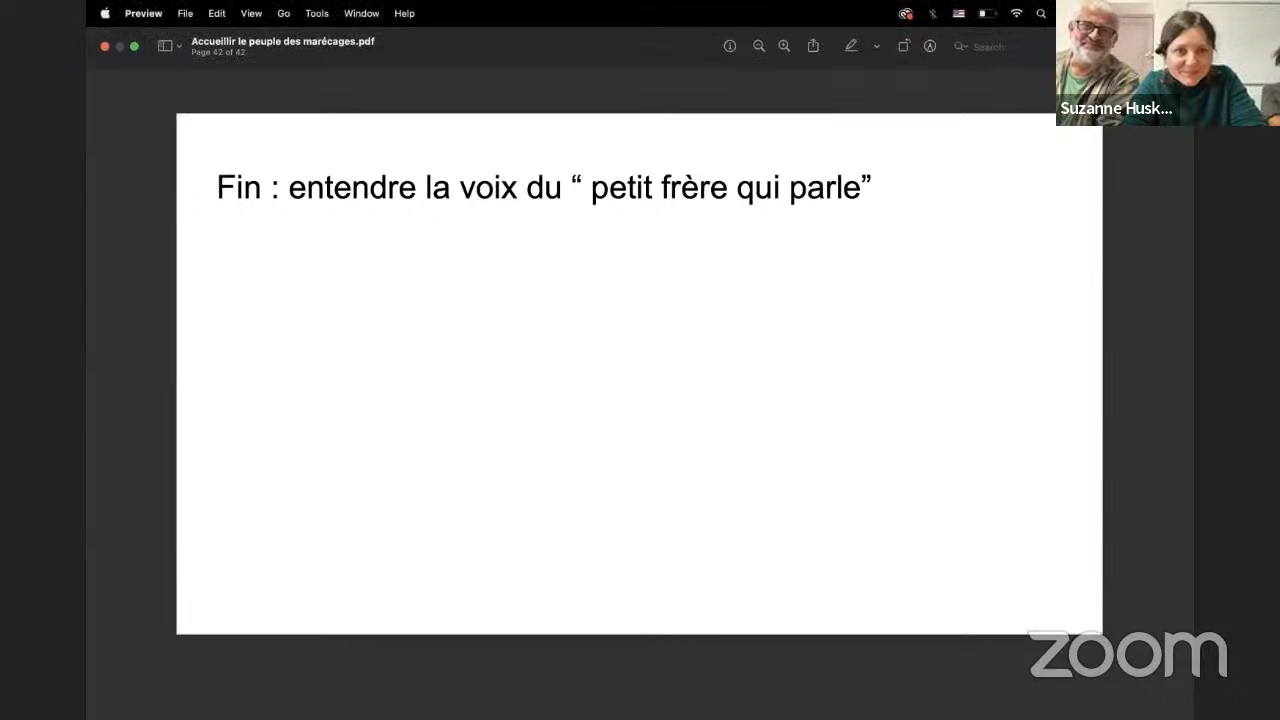 Preview File Edit View Go Tools Window Help
Accueillir le peuple des marécages.pdf
Page 42 of 42
Search
Suzanne Husk...
Fin : entendre la voix du “ petit frère qui parle”
zoom